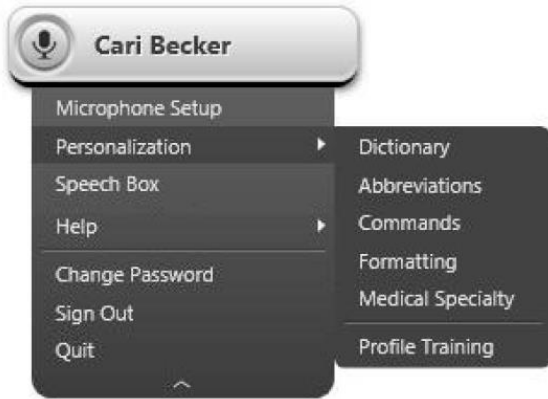 Cari Becker
Microphone Setup
Personalization
Speech Box
Help
Change Password
Sign Out
Quit
Dictionary
Abbreviations
Commands
Formatting
Medical Specialty
Profile Training